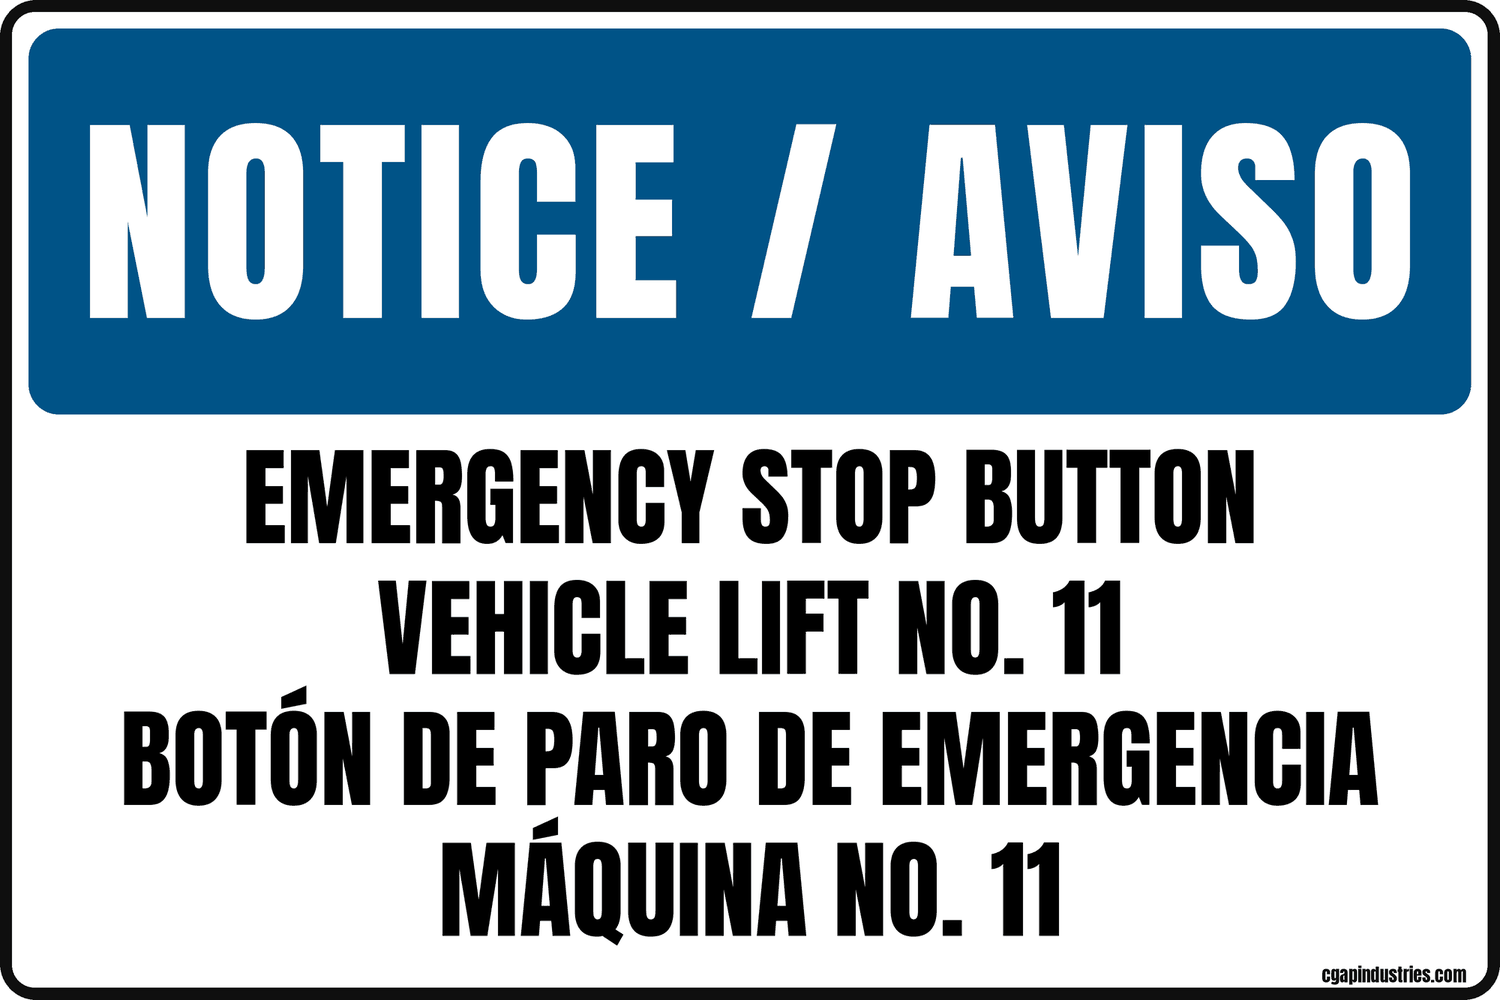 NOTICE / AVISO
EMERGENCY STOP BUTTON
VEHICLE LIFT NO. 11
BOTÓN DE PARO DE EMERGENCIA
MÁQUINA NO. 11
cgapindustries.com